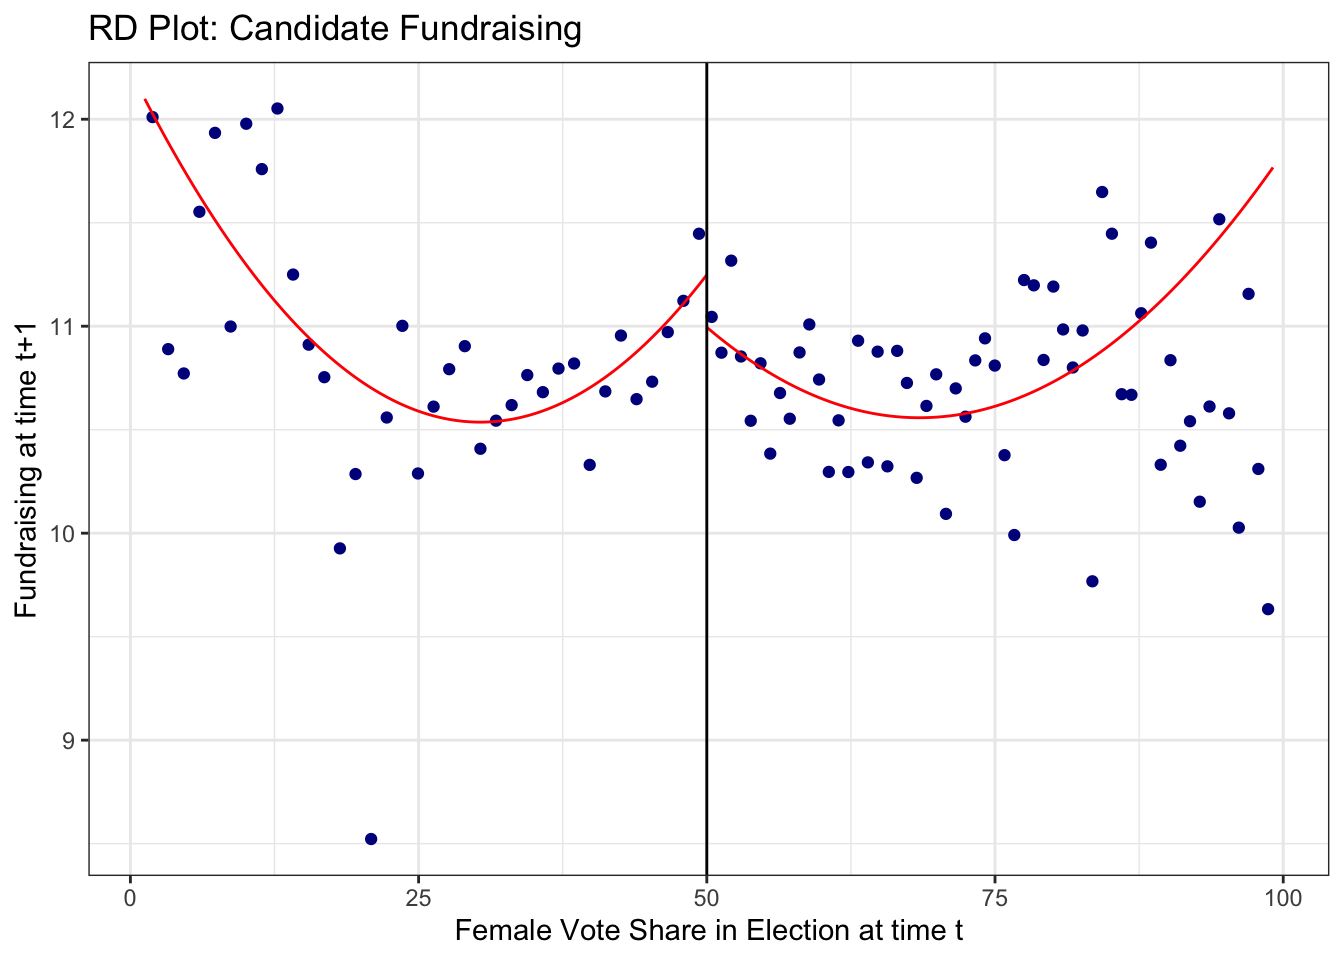 RD Plot: Candidate Fundraising
12
11
10
9
Fundraising at time t+1
0 25 50 75 100
Female Vote Share in Election at time t